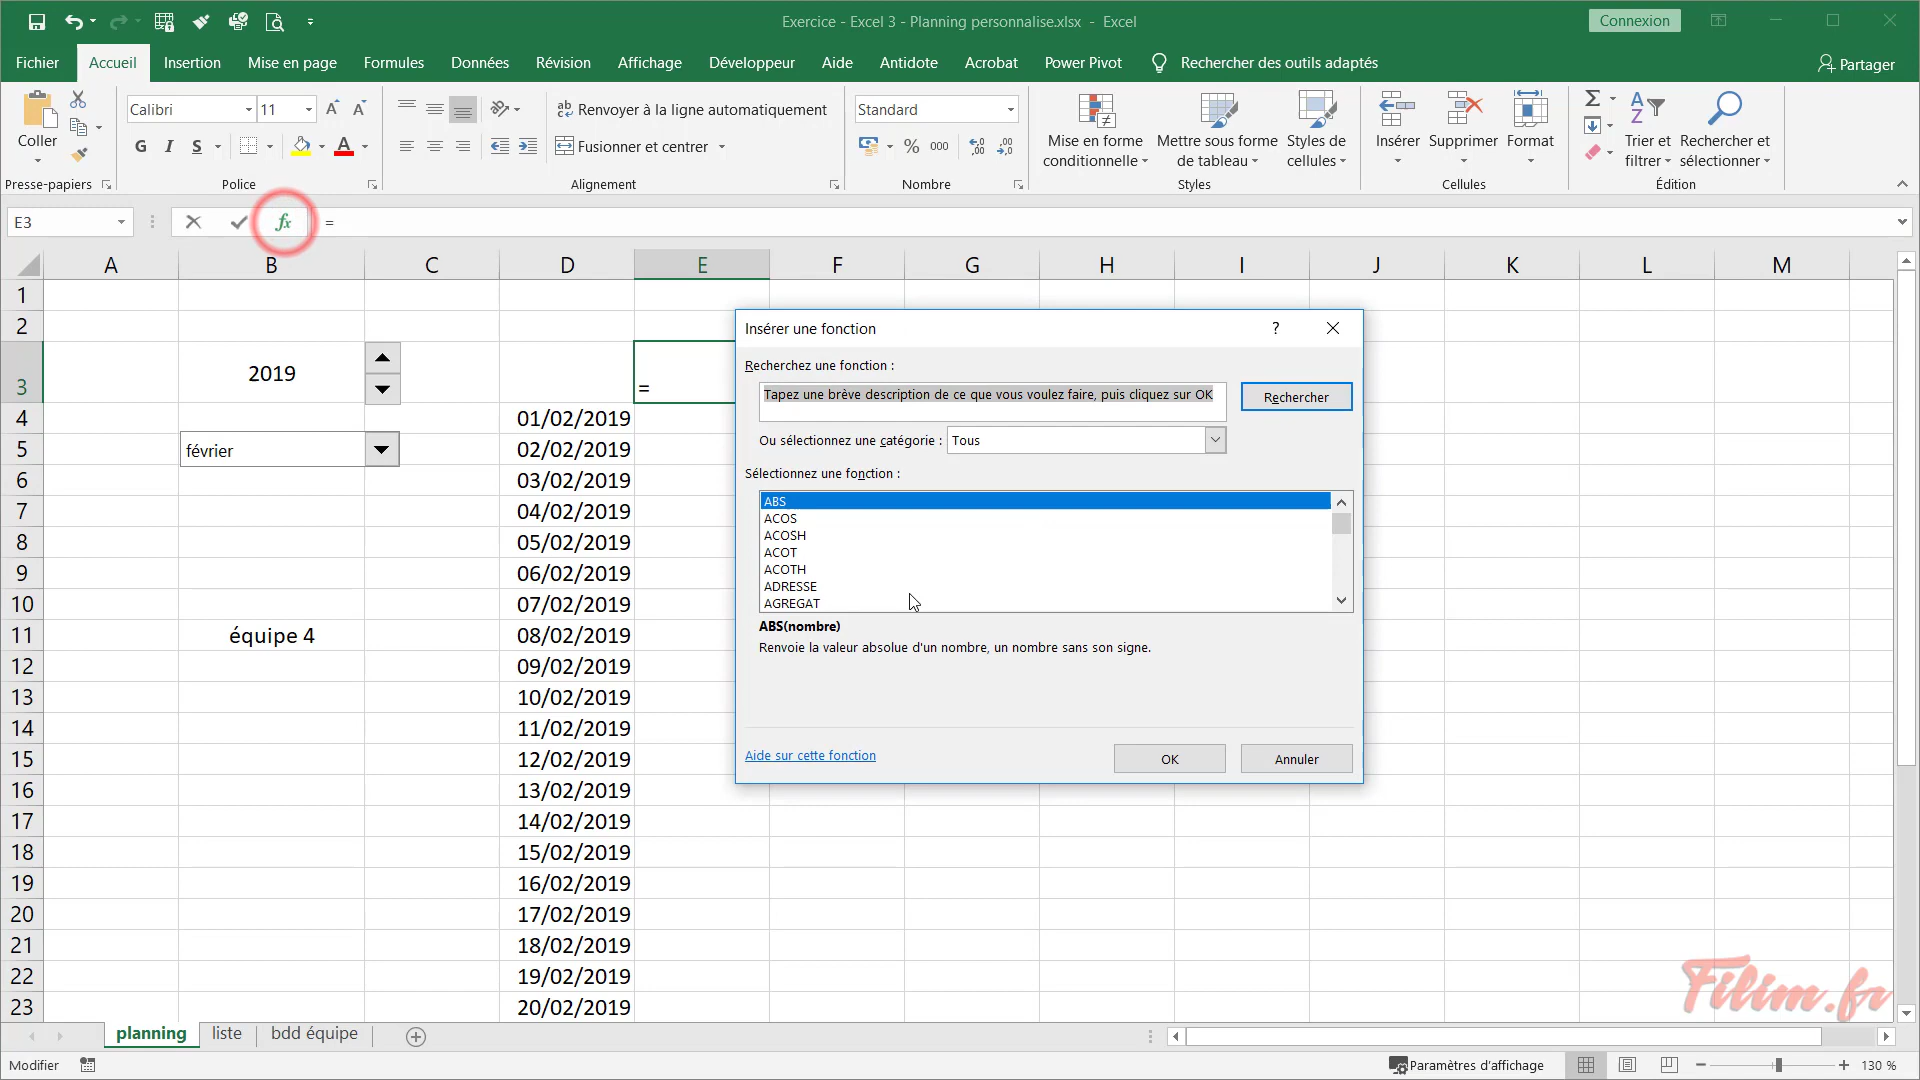 Exercice - Excel 3 - Planning personnalise.xlsx - Excel
Connexion
Fichier Accueil Insertion Mise en page Formules Données Révision Affichage Développeur Aide Antidote Acrobat Power Pivot Rechercher des outils adaptés Partager
Coller
Calibri 11
Renvoyer à la ligne automatiquement
Standard
G I S
Fusionner et centrer
% 000
Mise en forme conditionnelle
Mettre sous forme de tableau
Styles de cellules
Insérer Supprimer Format
Trier et filtrer
Rechercher et sélectionner
Presse-papiers Police Alignement Nombre Styles Cellules Édition
E3 fx =
A B C D E F G H I J K L M
1
2
3 2019 =
4 01/02/2019
5 février 02/02/2019
6 03/02/2019
7 04/02/2019
8 05/02/2019
9 06/02/2019
10 07/02/2019
11 équipe 4 08/02/2019
12 09/02/2019
13 10/02/2019
14 11/02/2019
15 12/02/2019
16 13/02/2019
17 14/02/2019
18 15/02/2019
19 16/02/2019
20 17/02/2019
21 18/02/2019
22 19/02/2019
23 20/02/2019
Insérer une fonction ?
Recherchez une fonction :
Tapez une brève description de ce que vous voulez faire, puis cliquez sur OK
Rechercher
Ou sélectionnez une catégorie : Tous
Sélectionnez une fonction :
ABS
ACOS
ACOSH
ACOT
ACOTH
ADRESSE
AGREGAT
ABS(nombre)
Renvoie la valeur absolue d'un nombre, un nombre sans son signe.
Aide sur cette fonction
OK Annuler
Filim.fr
planning liste bdd équipe
Modifier
Paramètres d'affichage
130 %